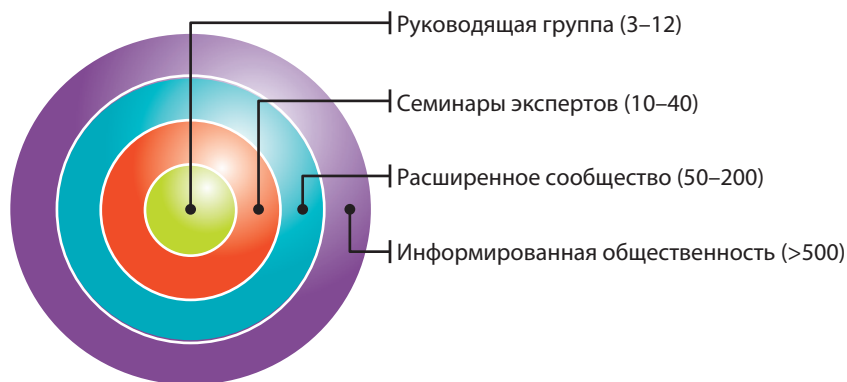 Руководящая группа (3–12)
Семинары экспертов (10–40)
Расширенное сообщество (50–200)
Информированная общественность (>500)